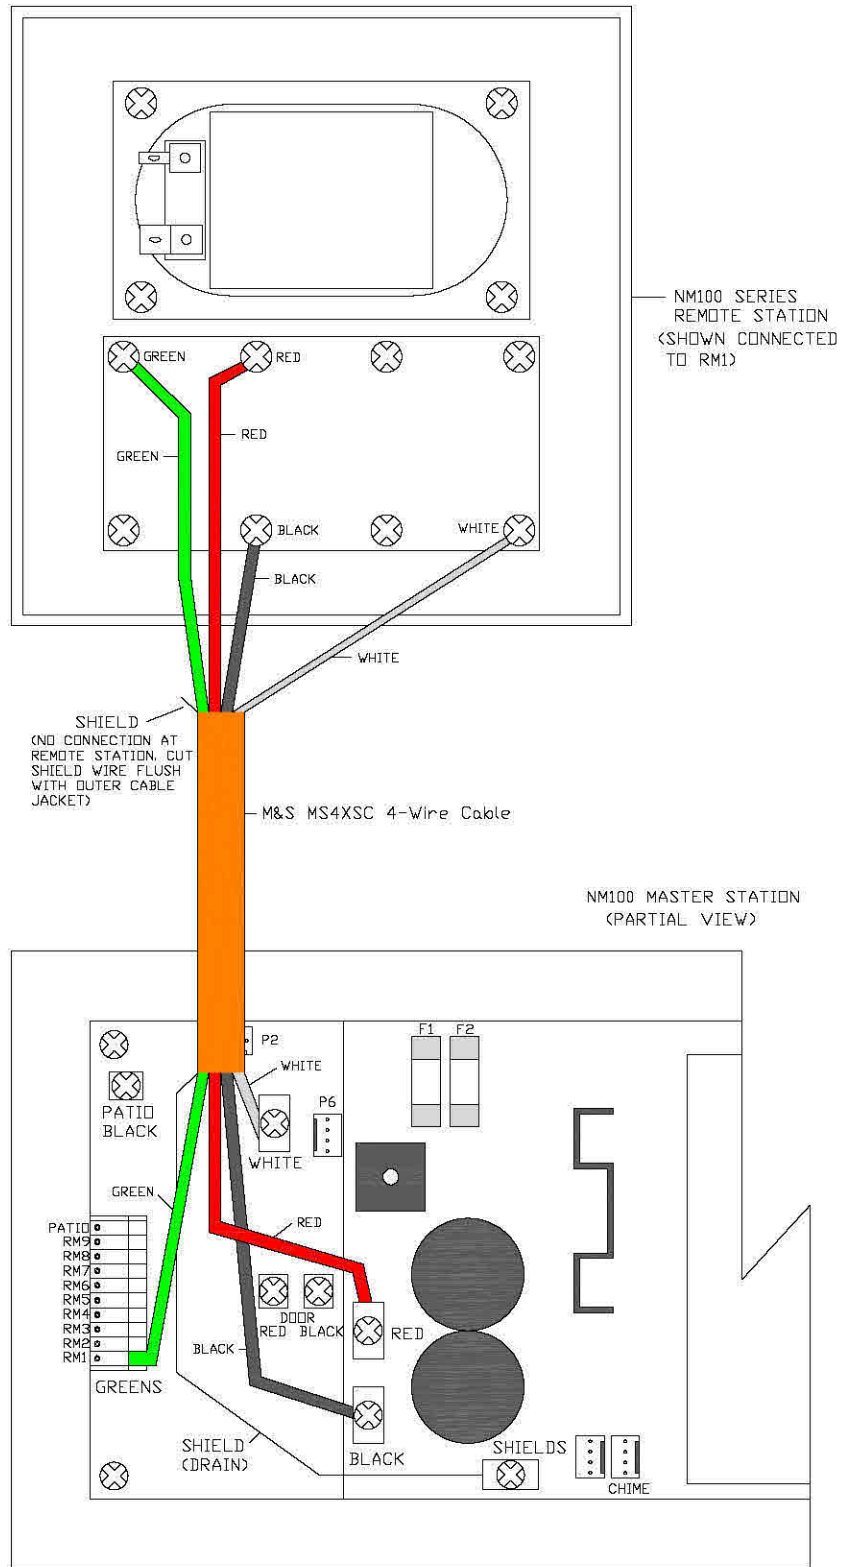 NM100 SERIES
REMOTE STATION
(SHOWN CONNECTED
TO RM1)
GREEN
RED
RED
GREEN
BLACK
WHITE
BLACK
WHITE
SHIELD
(NO CONNECTION AT
REMOTE STATION, CUT
SHIELD WIRE FLUSH
WITH OUTER CABLE
JACKET)
M&S MS4XSC 4-Wire Cable
NM100 MASTER STATION
(PARTIAL VIEW)
F1
F2
P2
WHITE
P6
PATIO
BLACK
WHITE
GREEN
RED
PATIO
RM9
RM8
RM7
RM6
RM5
RM4
RM3
RM2
RM1
GREENS
DOOR
RED
BLACK
RED
BLACK
BLACK
SHIELD
(DRAIN)
SHIELDS
CHIME